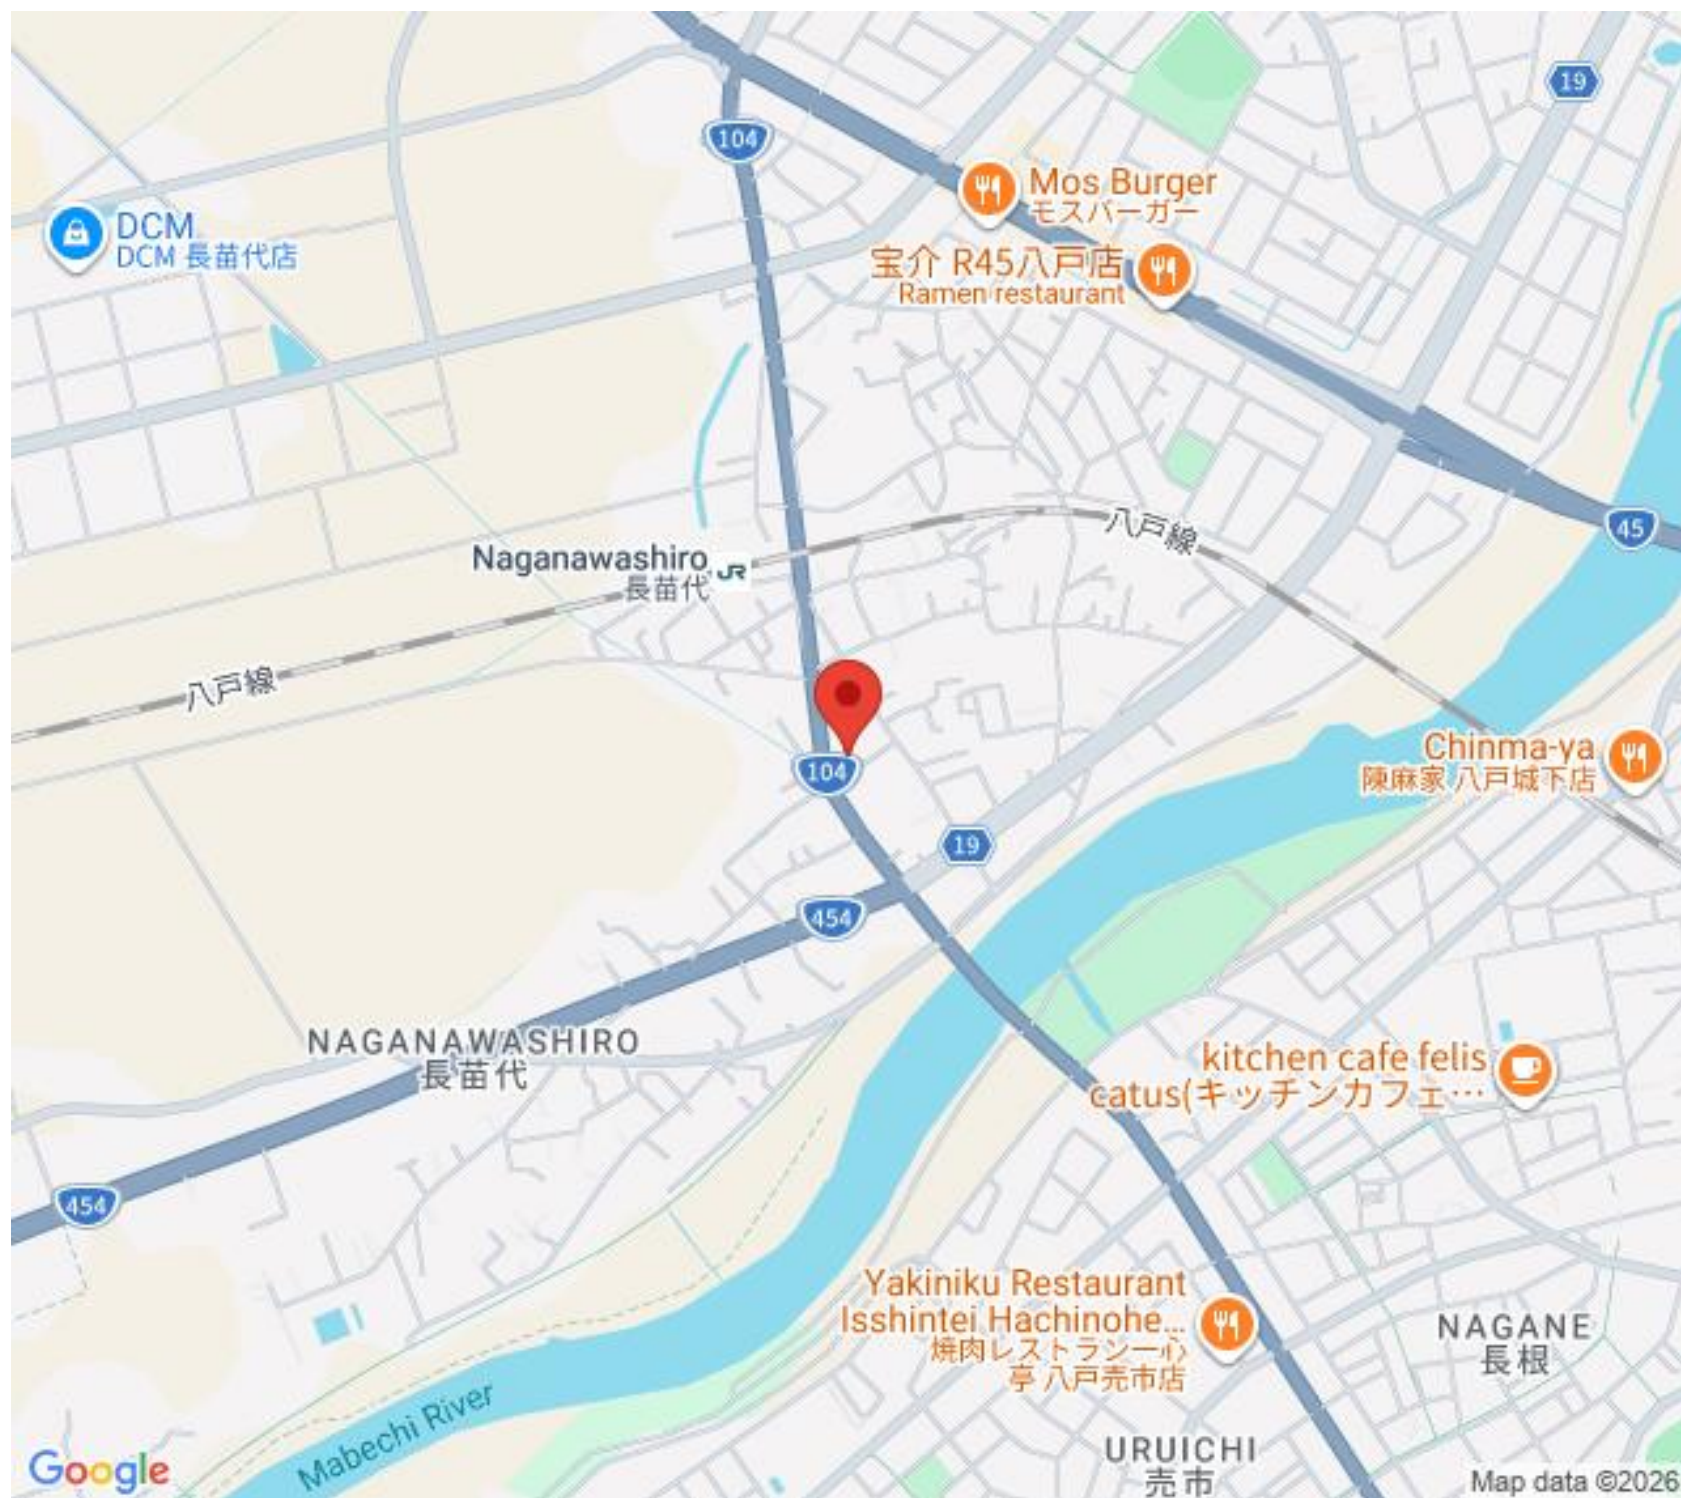 19
104
Mos Burger
モスバーガー
DCM
DCM 長苗代店
宝介 R45八戸店
Ramen restaurant
45
八戸線
Naganawashiro
長苗代
JR
八戸線
Chinma-ya
陳麻家 八戸城下店
104
19
454
NAGANAWASHIRO
長苗代
kitchen cafe felis
catus(キッチンカフェ…
454
Yakiniku Restaurant
Isshintei Hachinohe...
焼肉レストラン一心
亭 八戸売市店
NAGANE
長根
Mabechi River
URUICHI
売市
Google
Map data ©2026